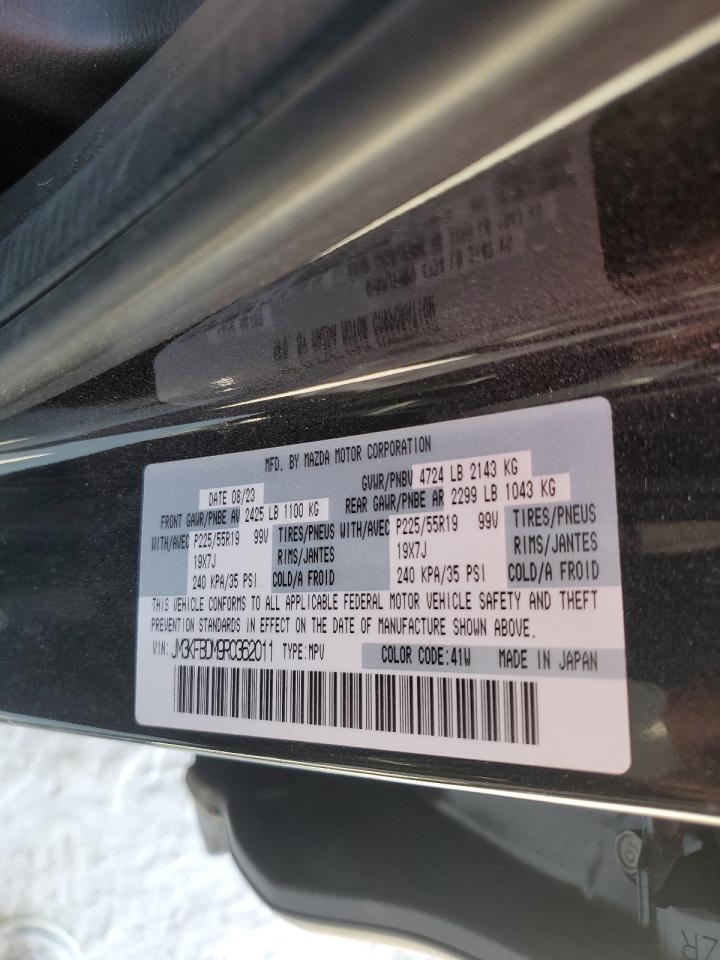 MFD. BY MAZDA MOTOR CORPORATION
DATE 08/23 GVWR/PNBV 4724 LB 2143 KG
FRONT GAWR/PNBE AV 2425 LB 1100 KG REAR GAWR/PNBE AR 2299 LB 1043 KG
WITH/AVEC P225/55R19 99V TIRES/PNEUS WITH/AVEC P225/55R19 99V TIRES/PNEUS
19X7J RIMS/JANTES 19X7J RIMS/JANTES
240 KPA/35 PSI COLD/A FROID 240 KPA/35 PSI COLD/A FROID
THIS VEHICLE CONFORMS TO ALL APPLICABLE FEDERAL MOTOR VEHICLE SAFETY AND THEFT
PREVENTION STANDARDS IN EFFECT ON THE DATE OF MANUFACTURE SHOWN ABOVE.
VIN: JM3KFBDM9R0362011 TYPE:MPV COLOR CODE:41W MADE IN JAPAN